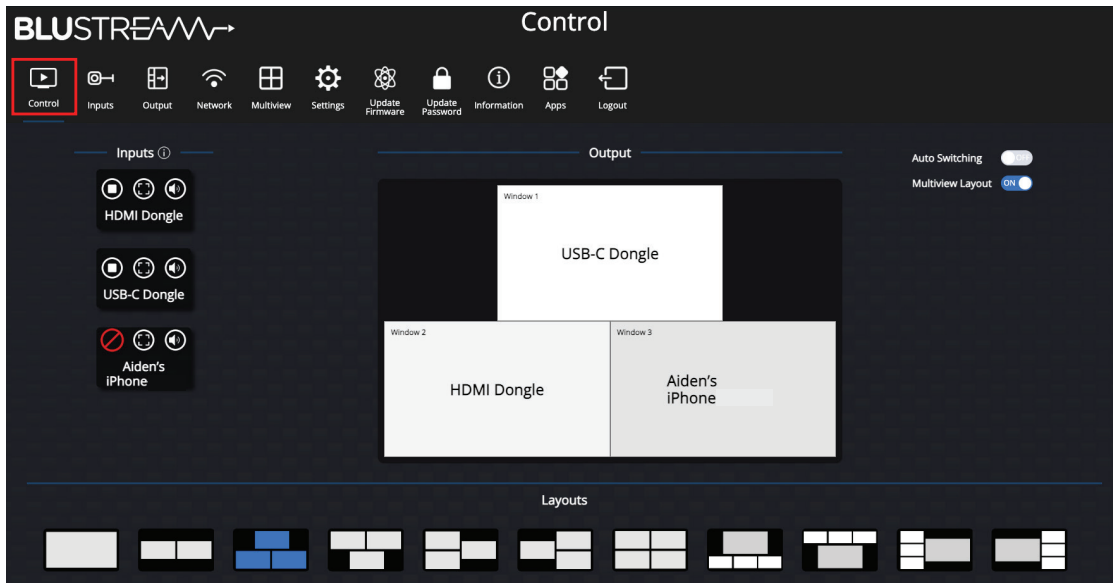 BLUSTREAM
Control
Control
Inputs
Output
Network
Multiview
Settings
Update
Firmware
Update
Password
Information
Apps
Logout
Inputs
HDMI Dongle
USB-C Dongle
Aiden's
iPhone
Output
Window 1
USB-C Dongle
Window 2
HDMI Dongle
Window 3
Aiden's
iPhone
Auto Switching OFF
Multiview Layout ON
Layouts